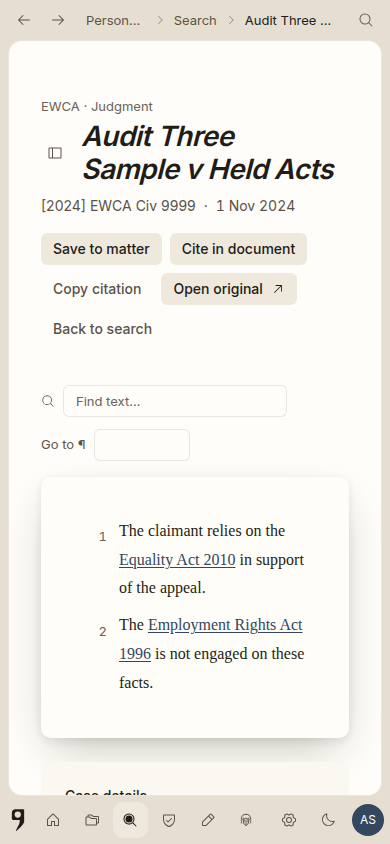 Person... Search Audit Three ...
EWCA · Judgment
Audit Three
Sample v Held Acts
[2024] EWCA Civ 9999 · 1 Nov 2024
Save to matter Cite in document
Copy citation Open original
Back to search
Find text...
Go to ¶
1 The claimant relies on the
Equality Act 2010 in support
of the appeal.
2 The Employment Rights Act
1996 is not engaged on these
facts.
Case details
AS